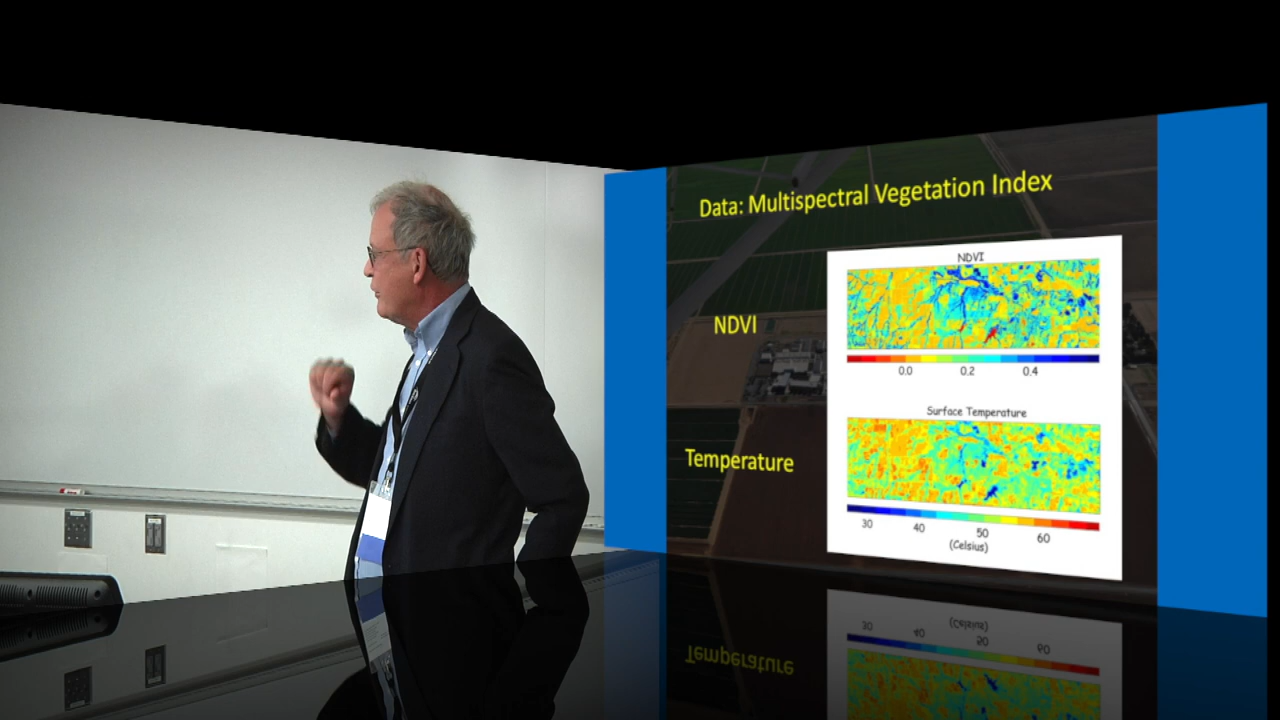 Data: Multispectral Vegetation Index
NDVI
NDVI
0.0 0.2 0.4
Temperature
Surface Temperature
30 40 50 60
(Celsius)